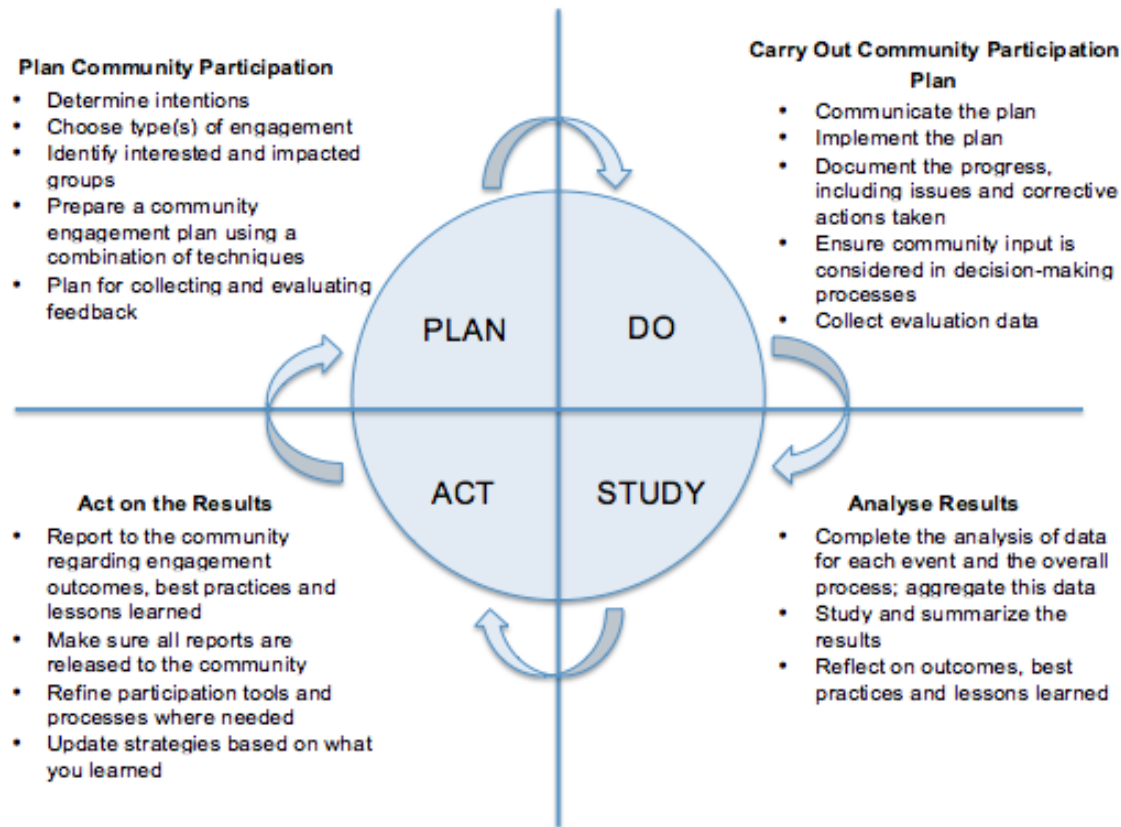 Plan Community Participation
• Determine intentions
• Choose type(s) of engagement
• Identify interested and impacted
groups
• Prepare a community
engagement plan using a
combination of techniques
• Plan for collecting and evaluating
feedback
Carry Out Community Participation
Plan
• Communicate the plan
• Implement the plan
• Document the progress,
including issues and corrective
actions taken
• Ensure community input is
considered in decision-making
processes
• Collect evaluation data
PLAN
DO
ACT
STUDY
Act on the Results
• Report to the community
regarding engagement
outcomes, best practices and
lessons learned
• Make sure all reports are
released to the community
• Refine participation tools and
processes where needed
• Update strategies based on what
you learned
Analyse Results
• Complete the analysis of data
for each event and the overall
process; aggregate this data
• Study and summarize the
results
• Reflect on outcomes, best
practices and lessons learned